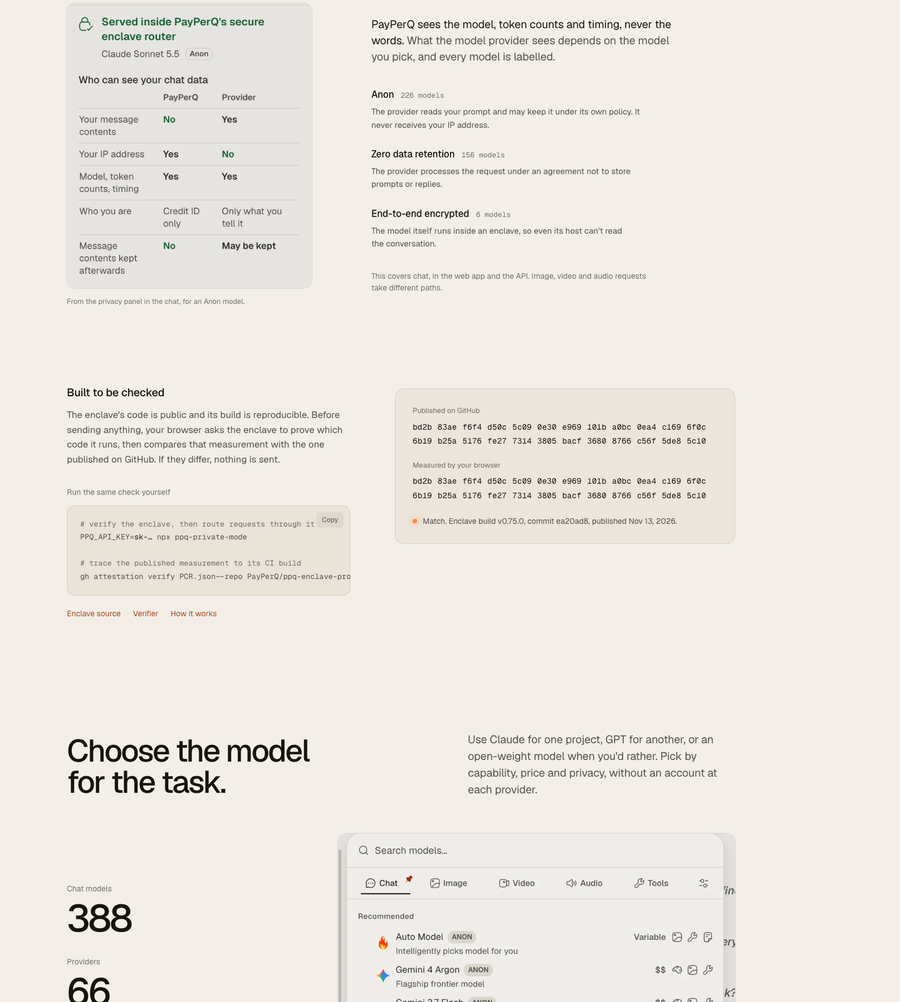 Served inside PayPerQ's secure
enclave router
Claude Sonnet 5.5 Anon
Who can see your chat data
PayPerQ Provider
Your message contents No Yes
Your IP address Yes No
Model, token counts, timing Yes Yes
Who you are Credit ID only Only what you tell it
Message contents kept afterwards No May be kept
From the privacy panel in the chat, for an Anon model.
PayPerQ sees the model, token counts and timing, never the
words. What the model provider sees depends on the model
you pick, and every model is labelled.
Anon 226 models
The provider reads your prompt and may keep it under its own policy. It
never receives your IP address.
Zero data retention 156 models
The provider processes the request under an agreement not to store
prompts or replies.
End-to-end encrypted 6 models
The model itself runs inside an enclave, so even its host can't read
the conversation.
This covers chat, in the web app and the API. Image, video and audio requests
take different paths.
Built to be checked
The enclave's code is public and its build is reproducible. Before
sending anything, your browser asks the enclave to prove which
code it runs, then compares that measurement with the one
published on GitHub. If they differ, nothing is sent.
Run the same check yourself
Copy
# verify the enclave, then route requests through it
PPQ_API_KEY=sk-… npx ppq-private-mode
# trace the published measurement to its CI build
gh attestation verify PCR.json--repo PayPerQ/ppq-enclave-pro
Enclave source Verifier How it works
Published on GitHub
bd2b 83ae f6f4 d50c 5c09 0e30 e969 101b a0bc 0ea4 c169 6f0c
6b19 b25a 5176 fe27 7314 3805 bacf 3680 8766 c56f 5de8 5c10
Measured by your browser
bd2b 83ae f6f4 d50c 5c09 0e30 e969 101b a0bc 0ea4 c169 6f0c
6b19 b25a 5176 fe27 7314 3805 bacf 3680 8766 c56f 5de8 5c10
Match. Enclave build v0.75.0, commit ea20ad8, published Nov 13, 2026.
Choose the model
for the task.
Use Claude for one project, GPT for another, or an
open-weight model when you'd rather. Pick by
capability, price and privacy, without an account at
each provider.
Chat models
388
Providers
66
Search models...
Chat Image Video Audio Tools
Recommended
Auto Model ANON Variable
Intelligently picks model for you
Gemini 4 Argon ANON $$
Flagship frontier model